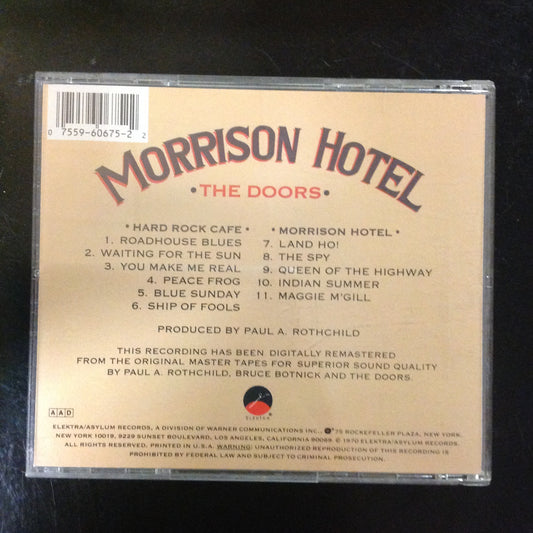 0 7559-60675-2 2
MORRISON HOTEL
• THE DOORS •
• HARD ROCK CAFE •
1. ROADHOUSE BLUES
2. WAITING FOR THE SUN
3. YOU MAKE ME REAL
4. PEACE FROG
5. BLUE SUNDAY
6. SHIP OF FOOLS
• MORRISON HOTEL •
7. LAND HO!
8. THE SPY
9. QUEEN OF THE HIGHWAY
10. INDIAN SUMMER
11. MAGGIE M'GILL
PRODUCED BY PAUL A. ROTHCHILD
THIS RECORDING HAS BEEN DIGITALLY REMASTERED
FROM THE ORIGINAL MASTER TAPES FOR SUPERIOR SOUND QUALITY
BY PAUL A. ROTHCHILD, BRUCE BOTNICK AND THE DOORS.
elektra
AAD
ELEKTRA/ASYLUM RECORDS, A DIVISION OF WARNER COMMUNICATIONS INC., 75 ROCKEFELLER PLAZA, NEW YORK,
NEW YORK 10019, 9229 SUNSET BOULEVARD, LOS ANGELES, CALIFORNIA 90069. © 1970 ELEKTRA/ASYLUM RECORDS.
ALL RIGHTS RESERVED. PRINTED IN U.S.A. WARNING: UNAUTHORIZED REPRODUCTION OF THIS RECORDING IS
PROHIBITED BY FEDERAL LAW AND SUBJECT TO CRIMINAL PROSECUTION.